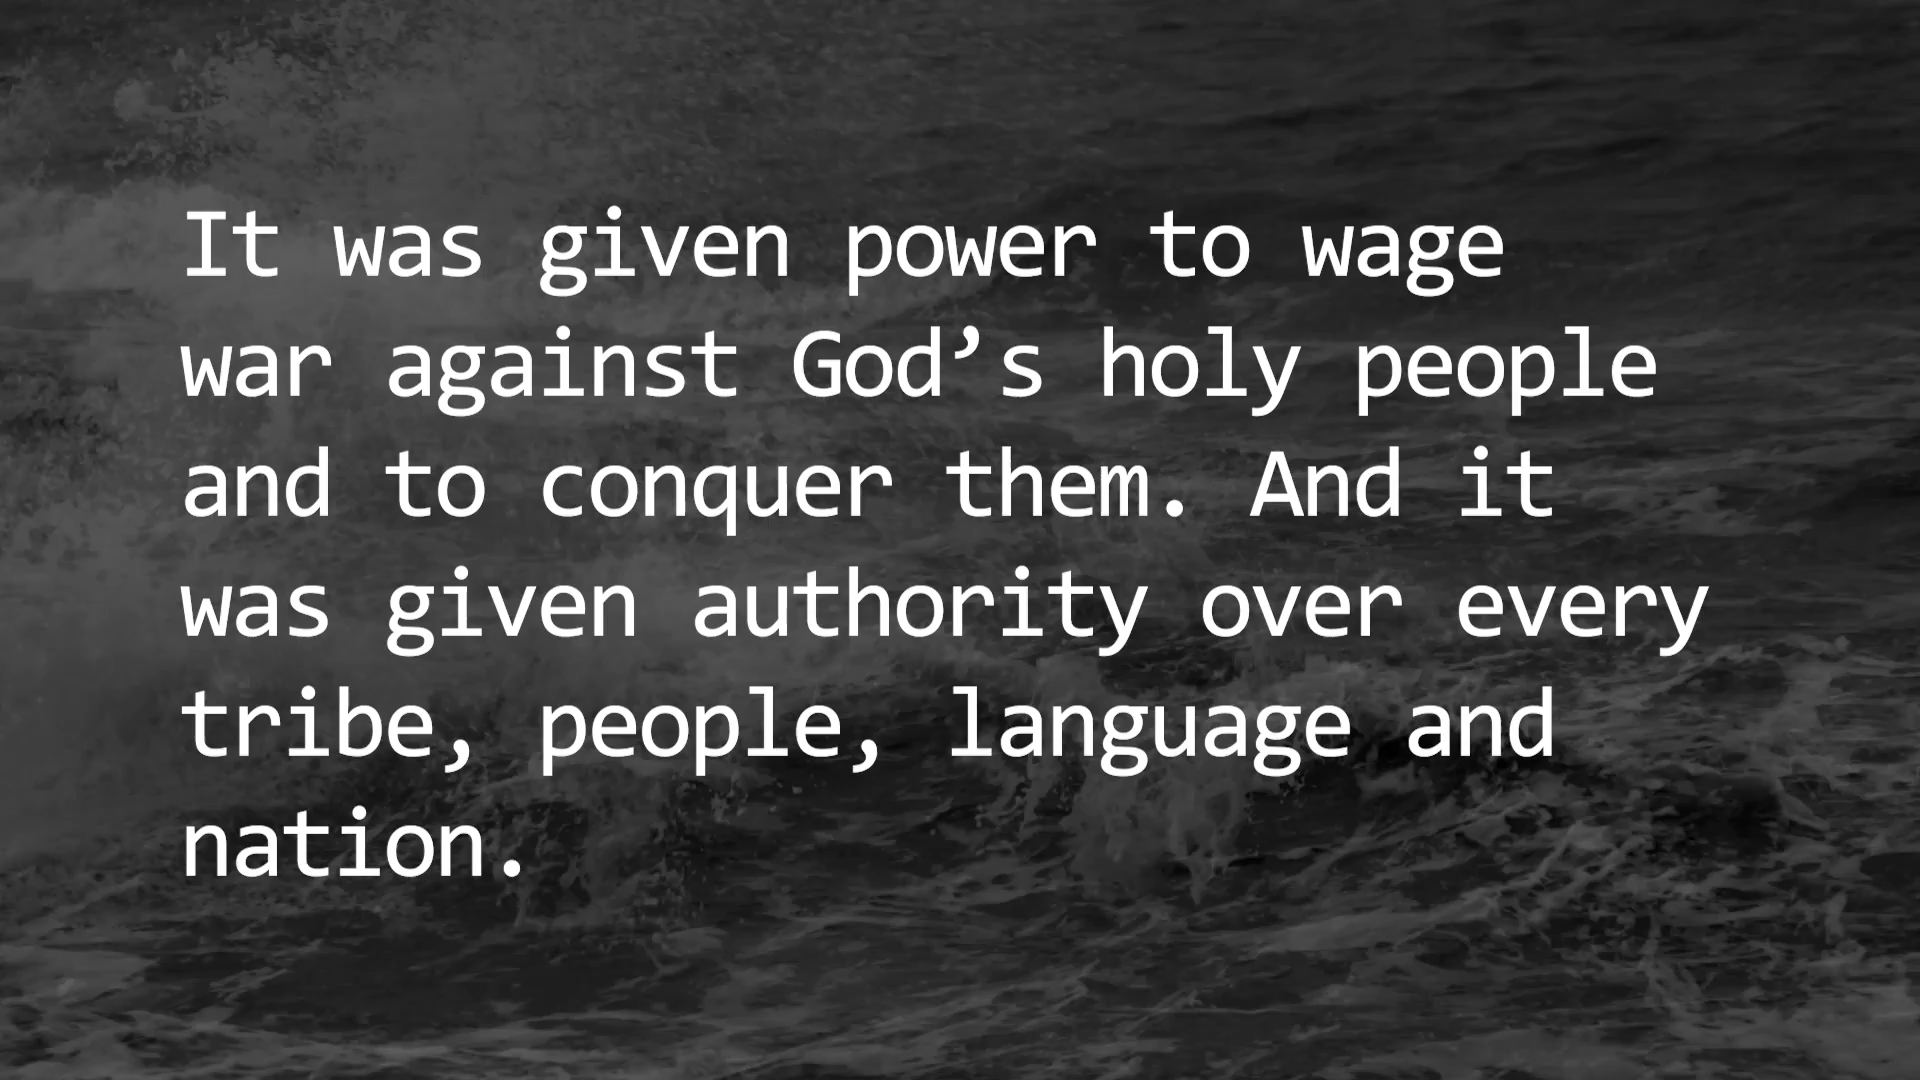 It was given power to wage
war against God’s holy people
and to conquer them. And it
was given authority over every
tribe, people, language and
nation.